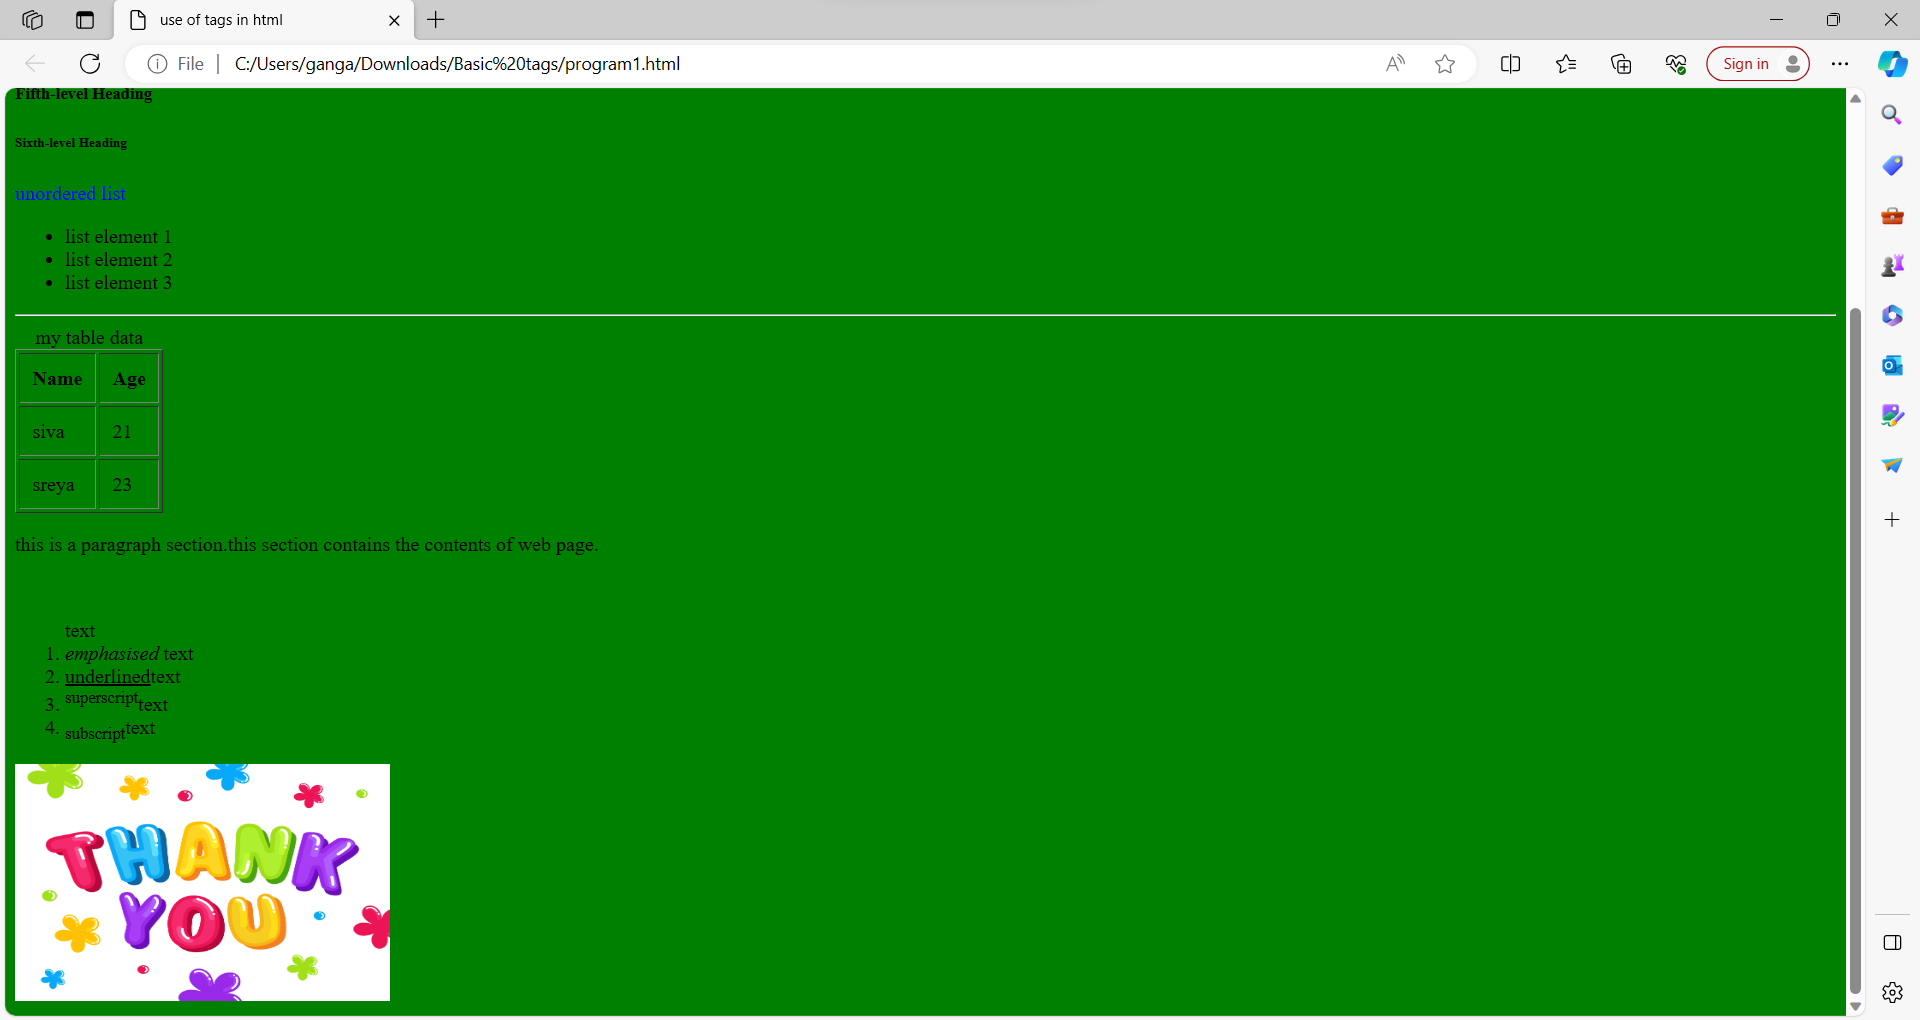 use of tags in html
File
C:/Users/ganga/Downloads/Basic%20tags/program1.html
Sign in
Fifth-level Heading
Sixth-level Heading
unordered list
• list element 1
• list element 2
• list element 3
my table data
Name Age
siva 21
sreya 23
this is a paragraph section.this section contains the contents of web page.
text
1. emphasised text
2. underlinedtext
3. superscripttext
4. subscripttext
THANK
YOU